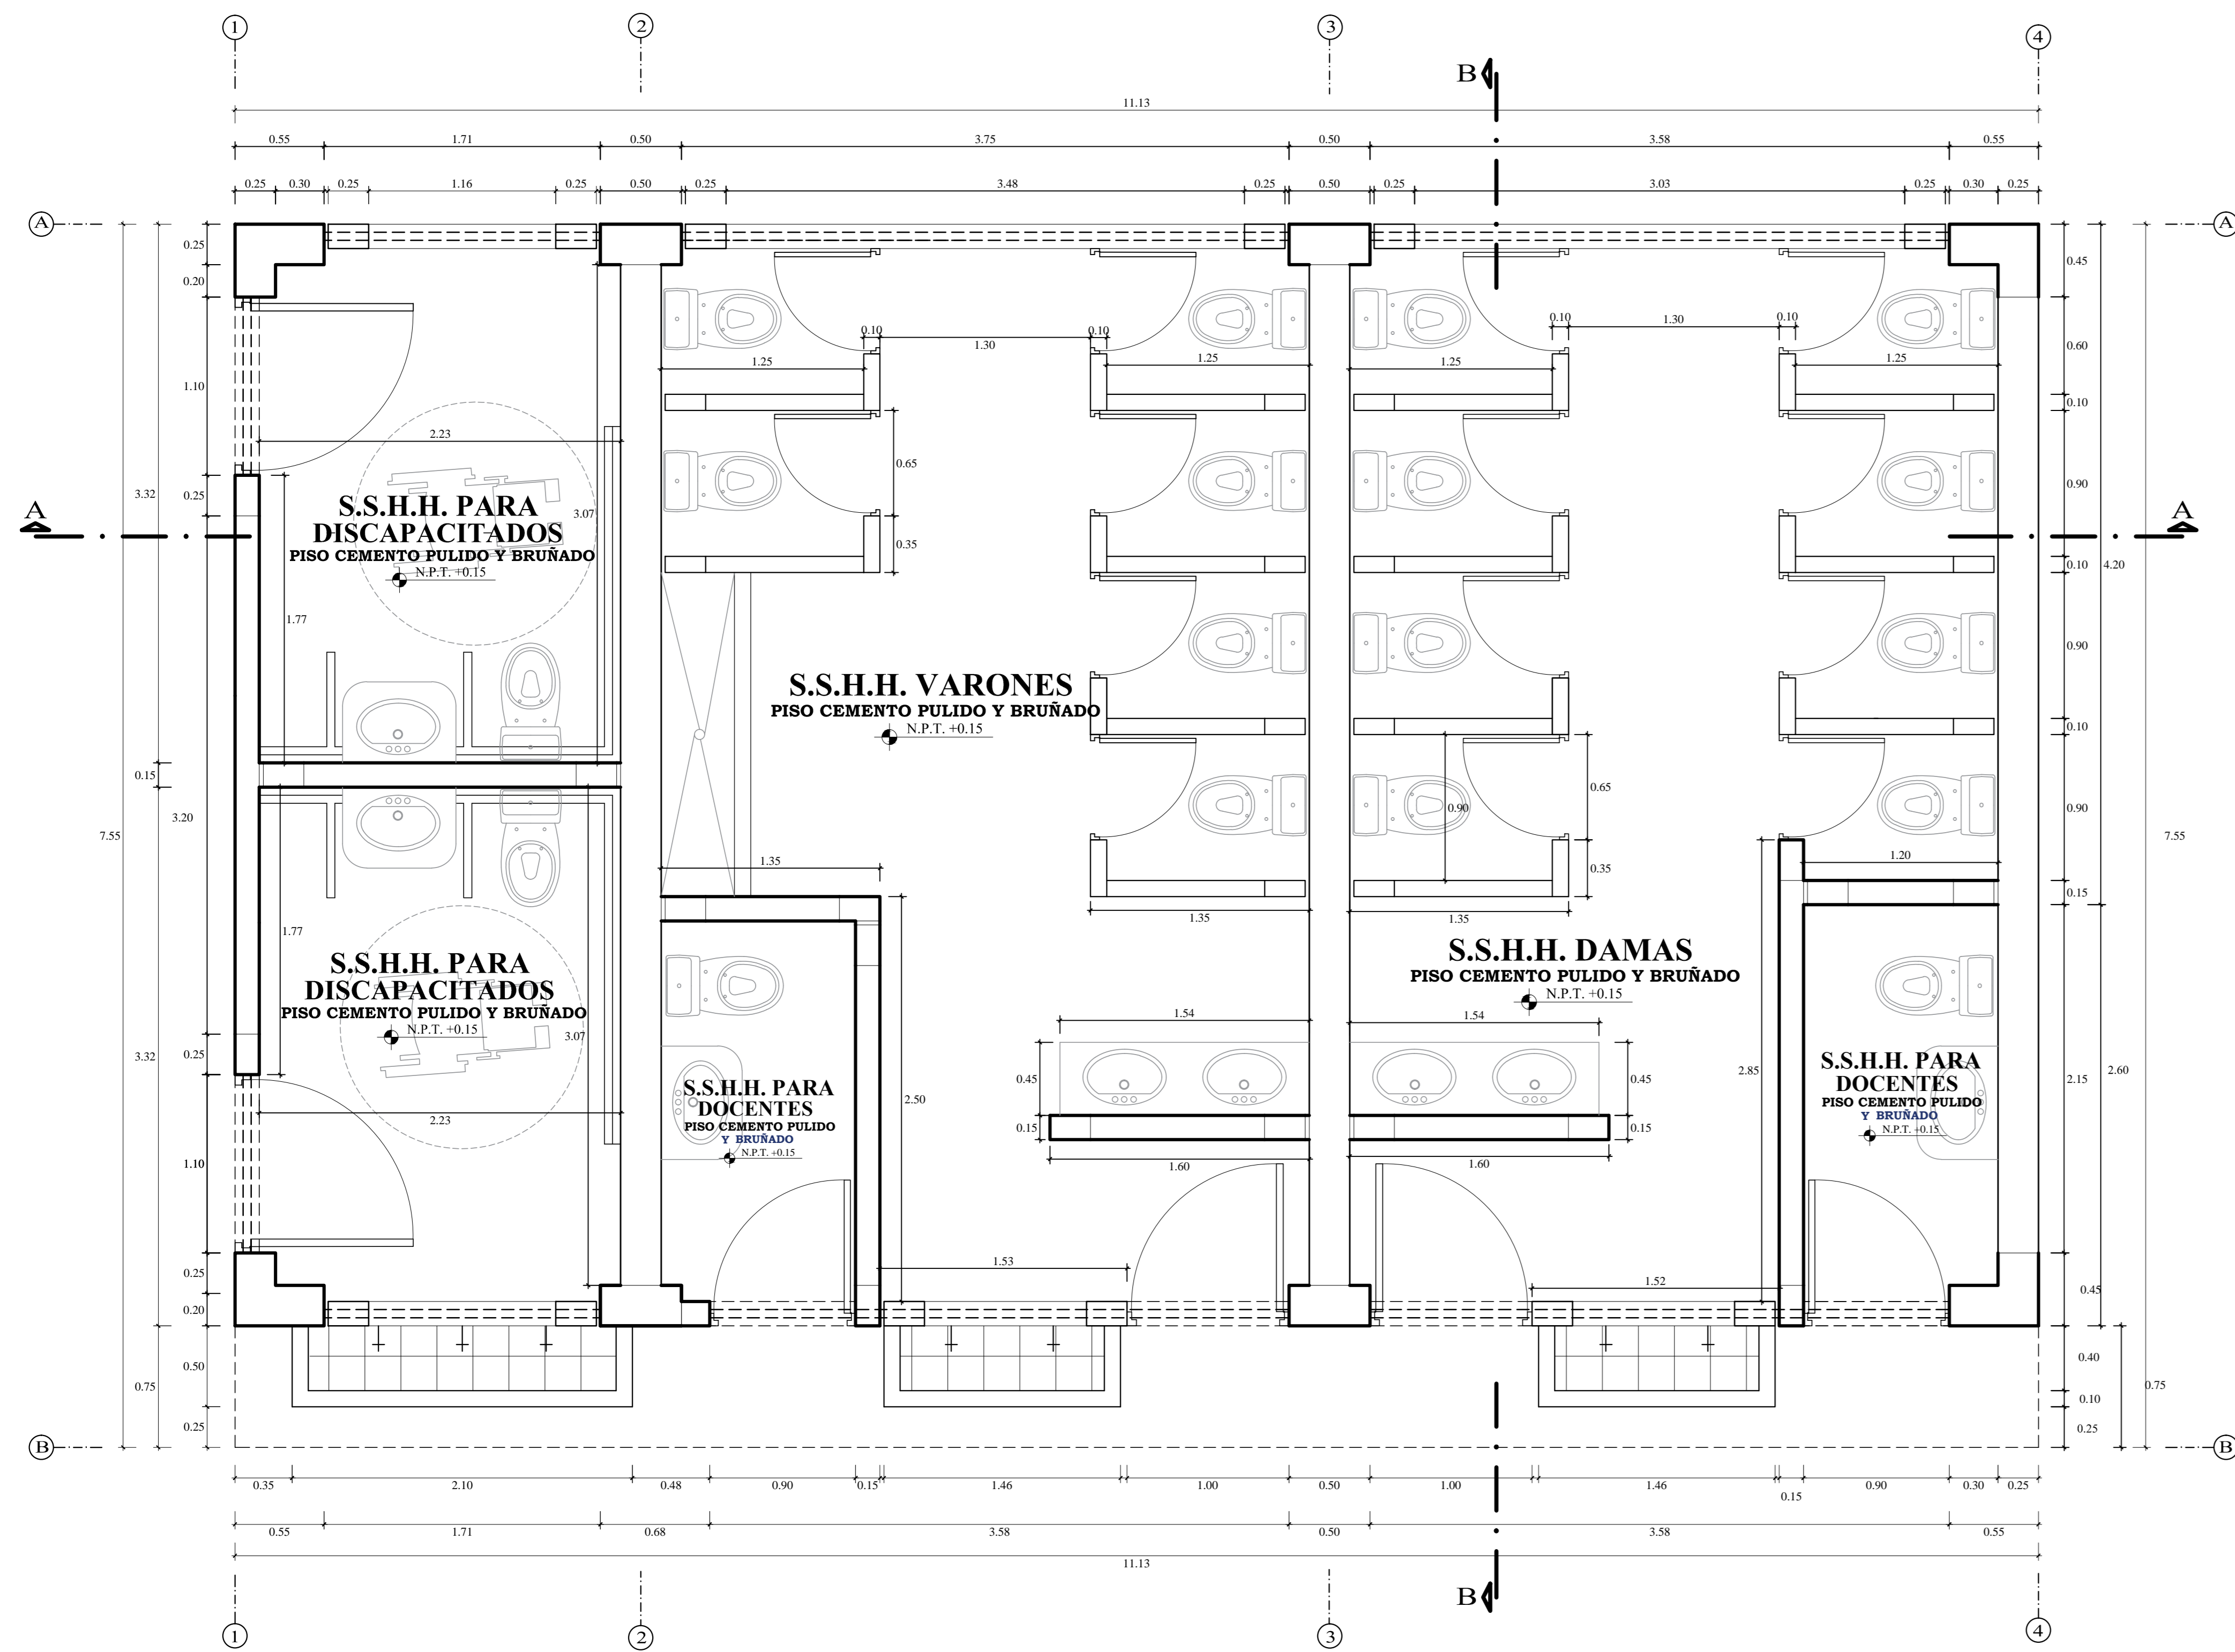 1
2
3
4
B
11.13
0.55 1.71 0.50 3.75 0.50 3.58 0.55
0.25 0.30 0.25 1.16 0.25 0.50 0.25 3.48 0.25 0.50 0.25 3.03 0.25 0.30 0.25
A
A
0.25
0.20
1.10
0.25
3.32
0.15
3.20
7.55
3.32
0.25
1.10
0.25
0.20
0.50
0.75
0.25
0.45
0.60
0.10
0.90
0.10
4.20
0.90
0.10
0.90
7.55
0.15
2.15
2.60
0.45
0.40
0.10
0.75
0.25
A
A
0.10 1.30 0.10
1.25
1.25
0.10 1.30 0.10
1.25
1.25
2.23
3.07
1.77
S.S.H.H. PARA
DISCAPACITADOS
PISO CEMENTO PULIDO Y BRUÑADO
N.P.T. +0.15
0.65
0.35
S.S.H.H. VARONES
PISO CEMENTO PULIDO Y BRUÑADO
N.P.T. +0.15
0.65
0.90
0.35
1.35
1.35
1.35
1.20
1.77
S.S.H.H. PARA
DISCAPACITADOS
PISO CEMENTO PULIDO Y BRUÑADO
N.P.T. +0.15
3.07
2.23
S.S.H.H. DAMAS
PISO CEMENTO PULIDO Y BRUÑADO
N.P.T. +0.15
1.54
1.54
0.45
0.45
0.15
0.15
1.60
1.60
2.50
2.85
S.S.H.H. PARA
DOCENTES
PISO CEMENTO PULIDO
Y BRUÑADO
N.P.T. +0.15
S.S.H.H. PARA
DOCENTES
PISO CEMENTO PULIDO
Y BRUÑADO
N.P.T. +0.15
1.53
1.52
B
B
0.35 2.10 0.48 0.90 0.15 1.46 1.00 0.50 1.00 1.46 0.15 0.90 0.30 0.25
0.55 1.71 0.68 3.58 0.50 3.58 0.55
11.13
B
1
2
3
4